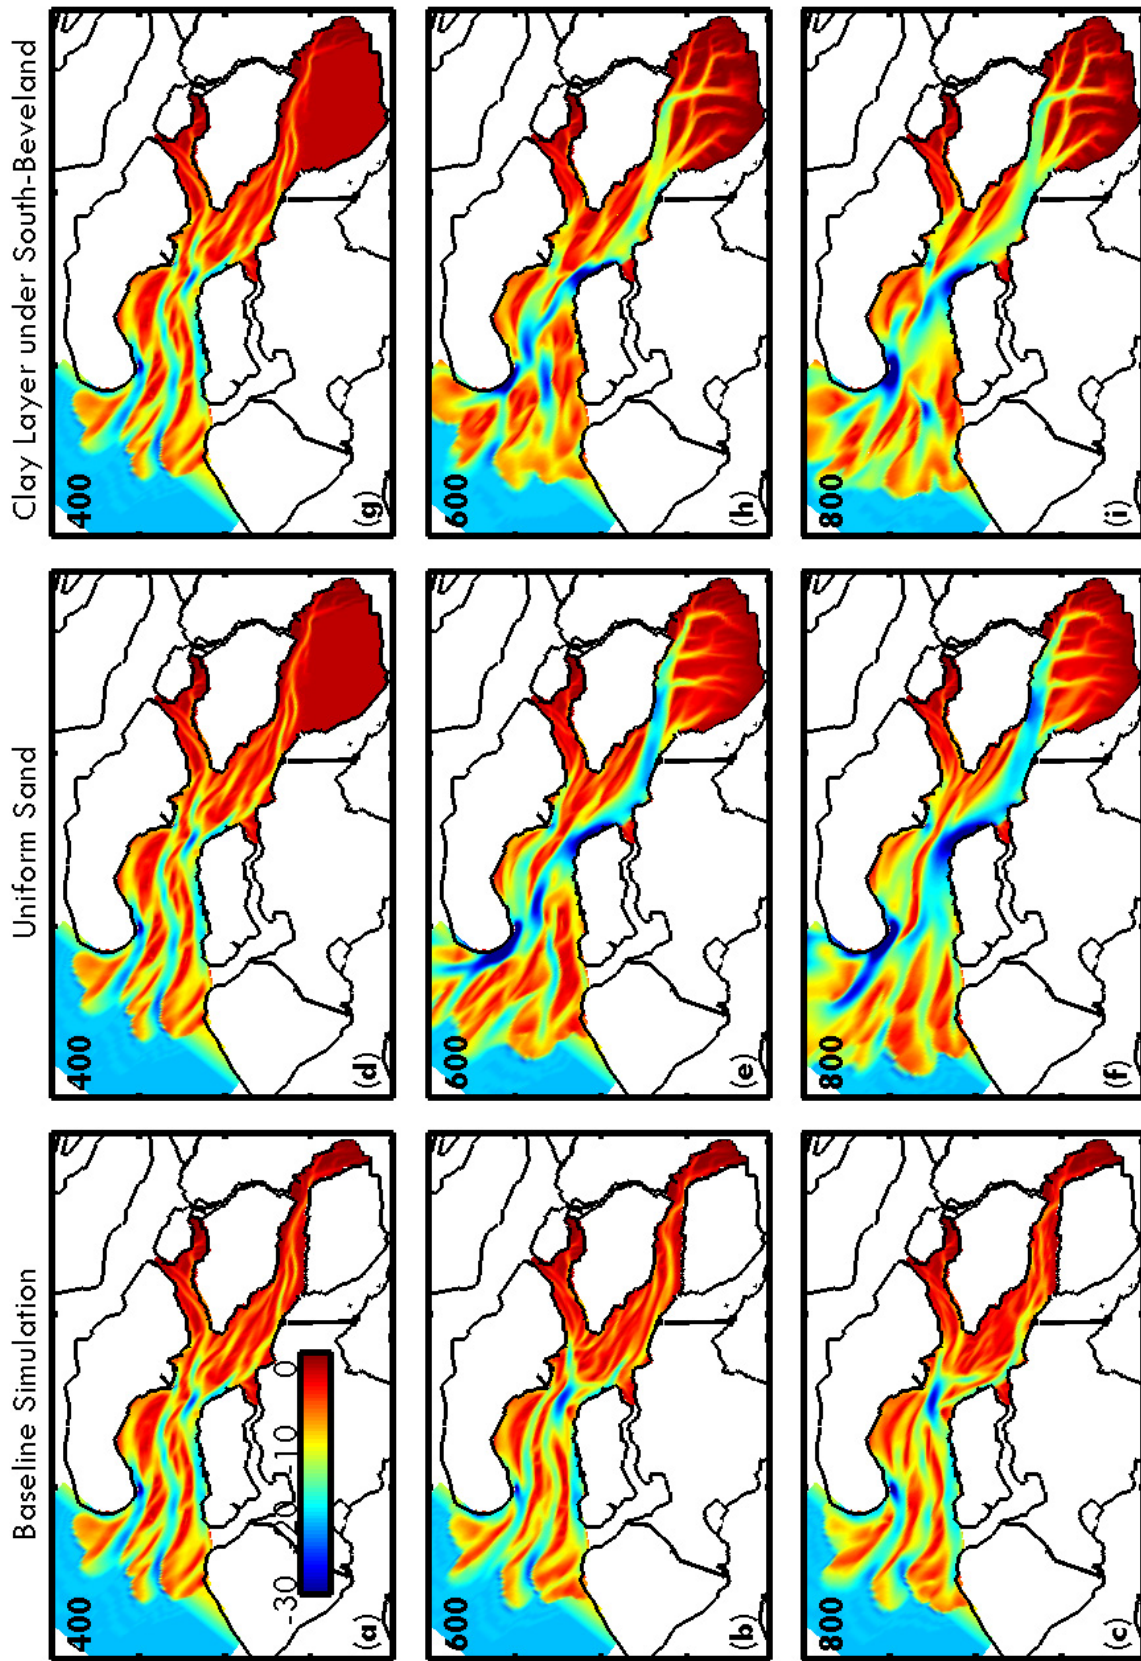 Baseline Simulation
400
0
-10
-20
-30
(a)
600
(b)
800
(c)
Uniform Sand
400
(d)
600
(e)
800
(f)
Clay Layer under South-Beveland
400
(g)
600
(h)
800
(i)